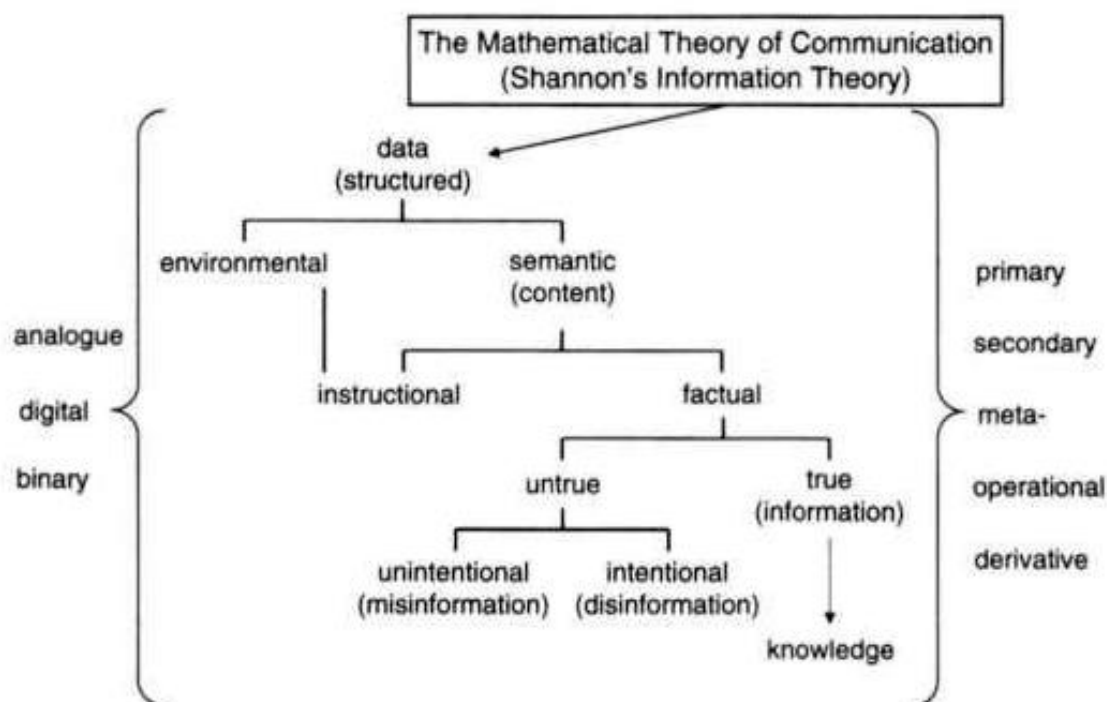 The Mathematical Theory of Communication
(Shannon's Information Theory)
data
(structured)
environmental
semantic
(content)
instructional
factual
untrue
true
(information)
unintentional
(misinformation)
intentional
(disinformation)
knowledge
analogue
digital
binary
primary
secondary
meta-
operational
derivative